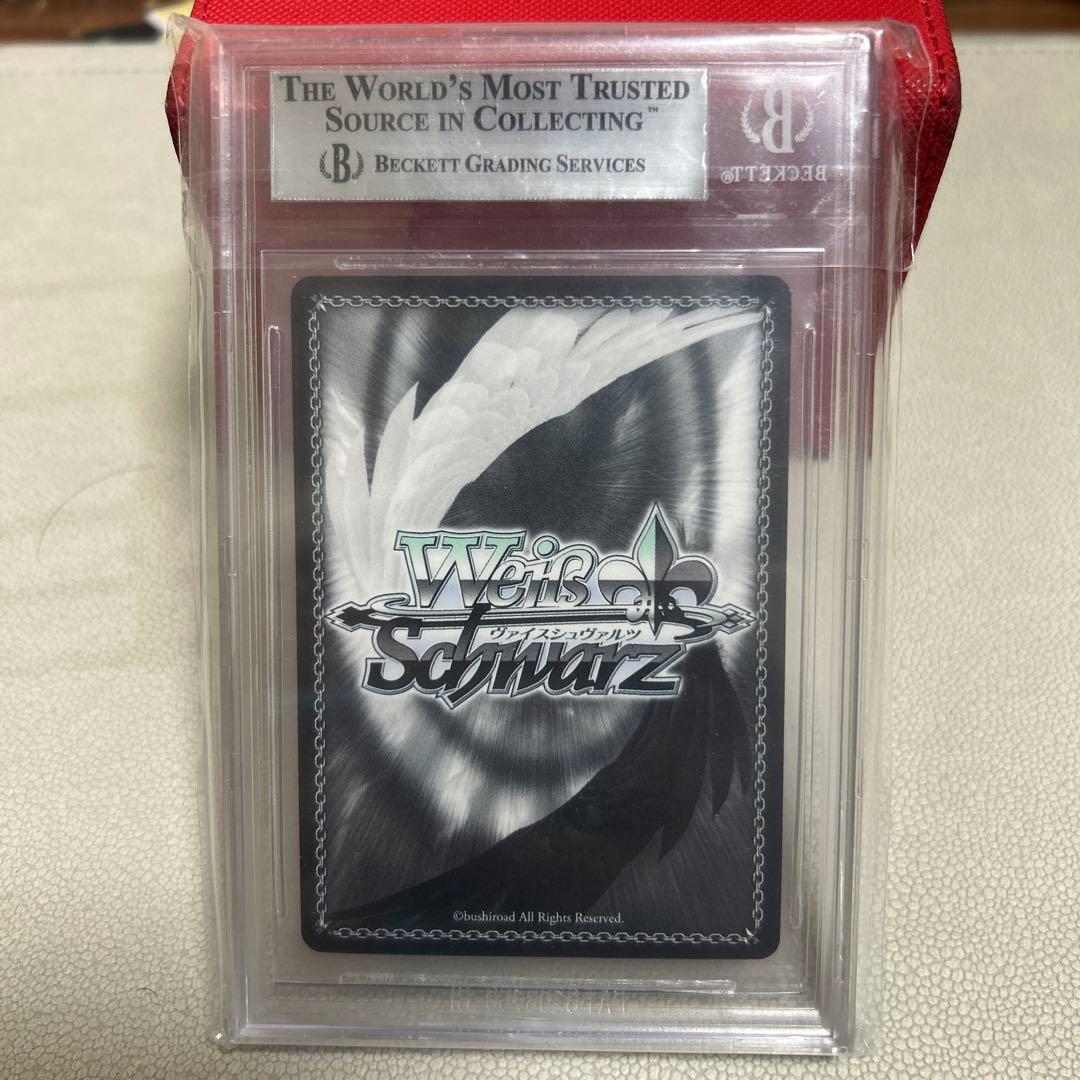 THE WORLD'S MOST TRUSTED
SOURCE IN COLLECTING™
B BECKETT GRADING SERVICES
B
BECKETT®
Weiß
ヴァイスシュヴァルツ
Schwarz
©bushiroad All Rights Reserved.